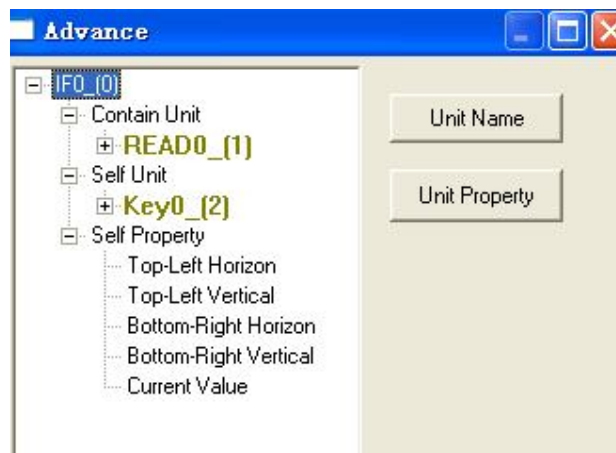 Advance
IF0_(0)
Contain Unit
READ0_(1)
Self Unit
Key0_(2)
Self Property
Top-Left Horizon
Top-Left Vertical
Bottom-Right Horizon
Bottom-Right Vertical
Current Value
Unit Name
Unit Property